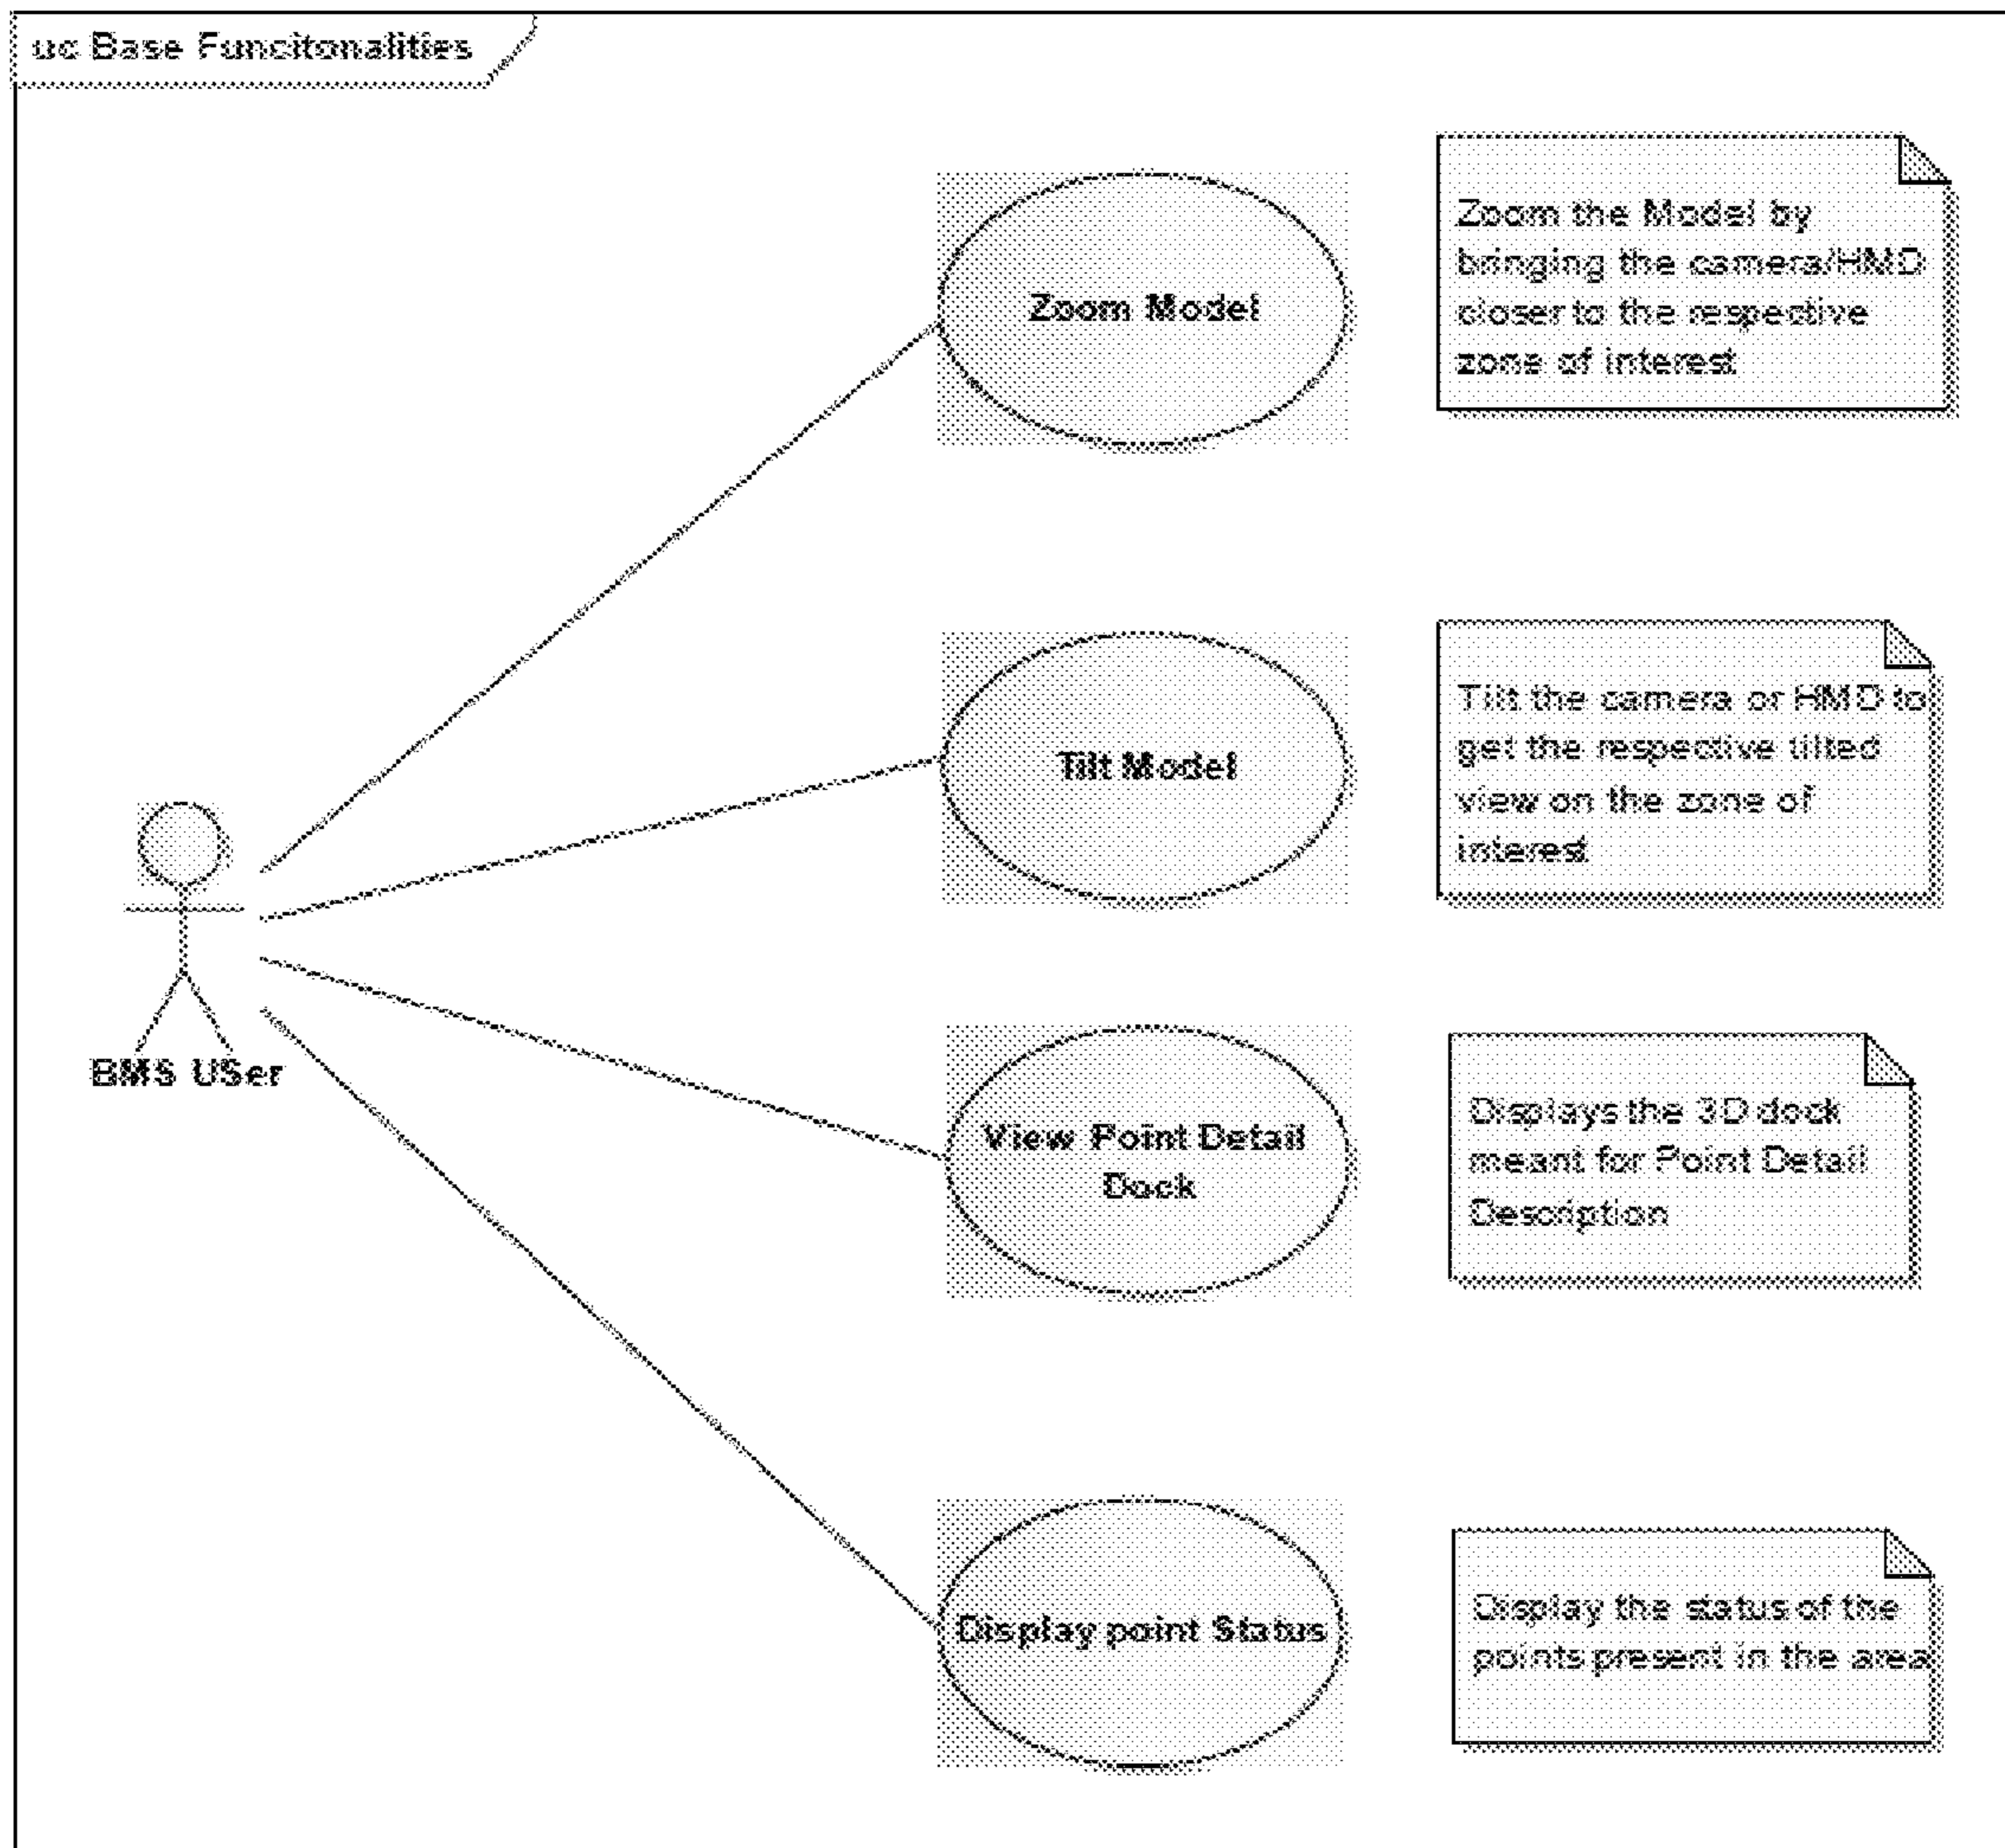 uc Base Funcitonalities
Zoom Model
Zoom the Model by
bringing the camera/HMD
closer to the respective
zone of interest
Tilt Model
Tilt the camera or HMD to
get the respective tilted
view on the zone of
interest
BMS USer
View Point Detail
Dock
Displays the 3D dock
meant for Point Detail
Description
Display point Status
Display the status of the
points present in the area